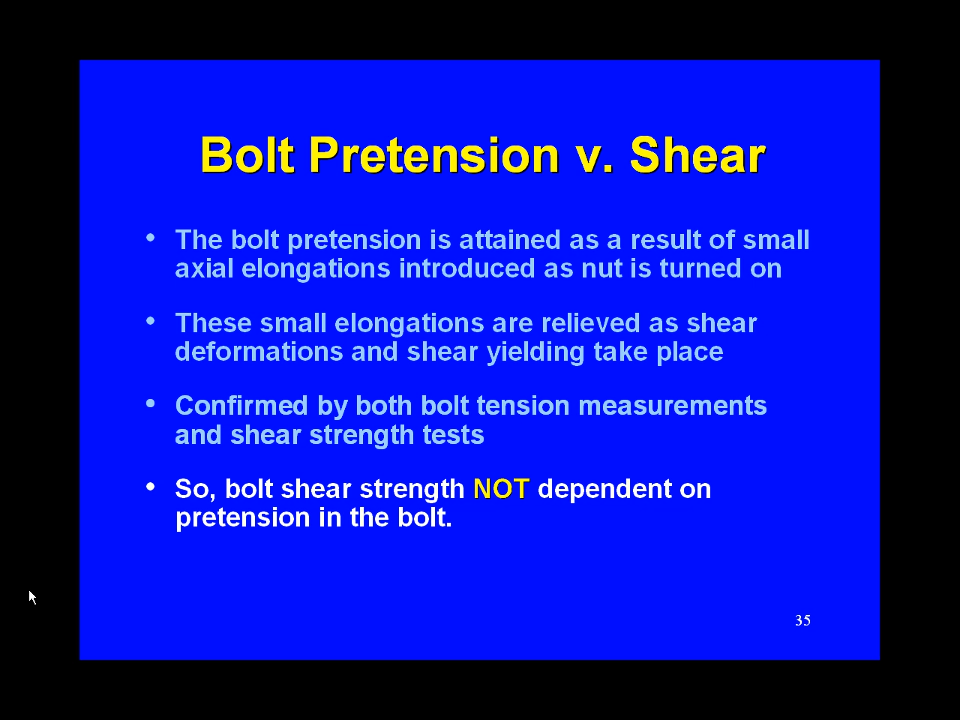 Bolt Pretension v. Shear
• The bolt pretension is attained as a result of small
axial elongations introduced as nut is turned on
• These small elongations are relieved as shear
deformations and shear yielding take place
• Confirmed by both bolt tension measurements
and shear strength tests
• So, bolt shear strength NOT dependent on
pretension in the bolt.
35